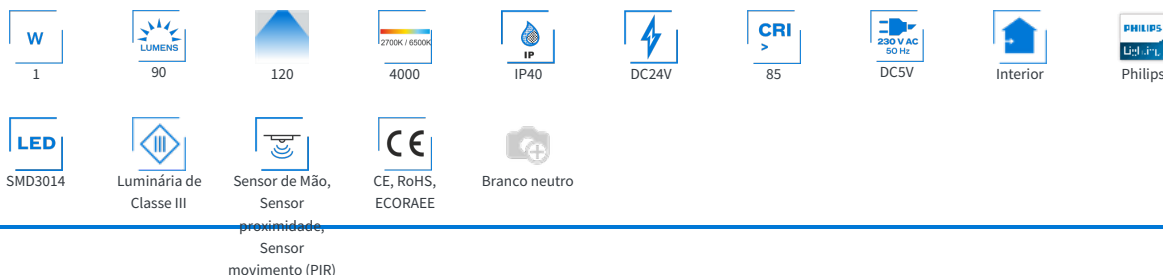 W
LUMENS
2700K / 6500K
IP
CRI
>
230 V AC
50 Hz
PHILIPS
Lighting
1
90
120
4000
IP40
DC24V
85
DC5V
Interior
Philips
LED
III
CE
SMD3014
Luminária de
Classe III
Sensor de Mão,
Sensor
proximidade,
Sensor
movimento (PIR)
CE, RoHS,
ECORAEE
Branco neutro